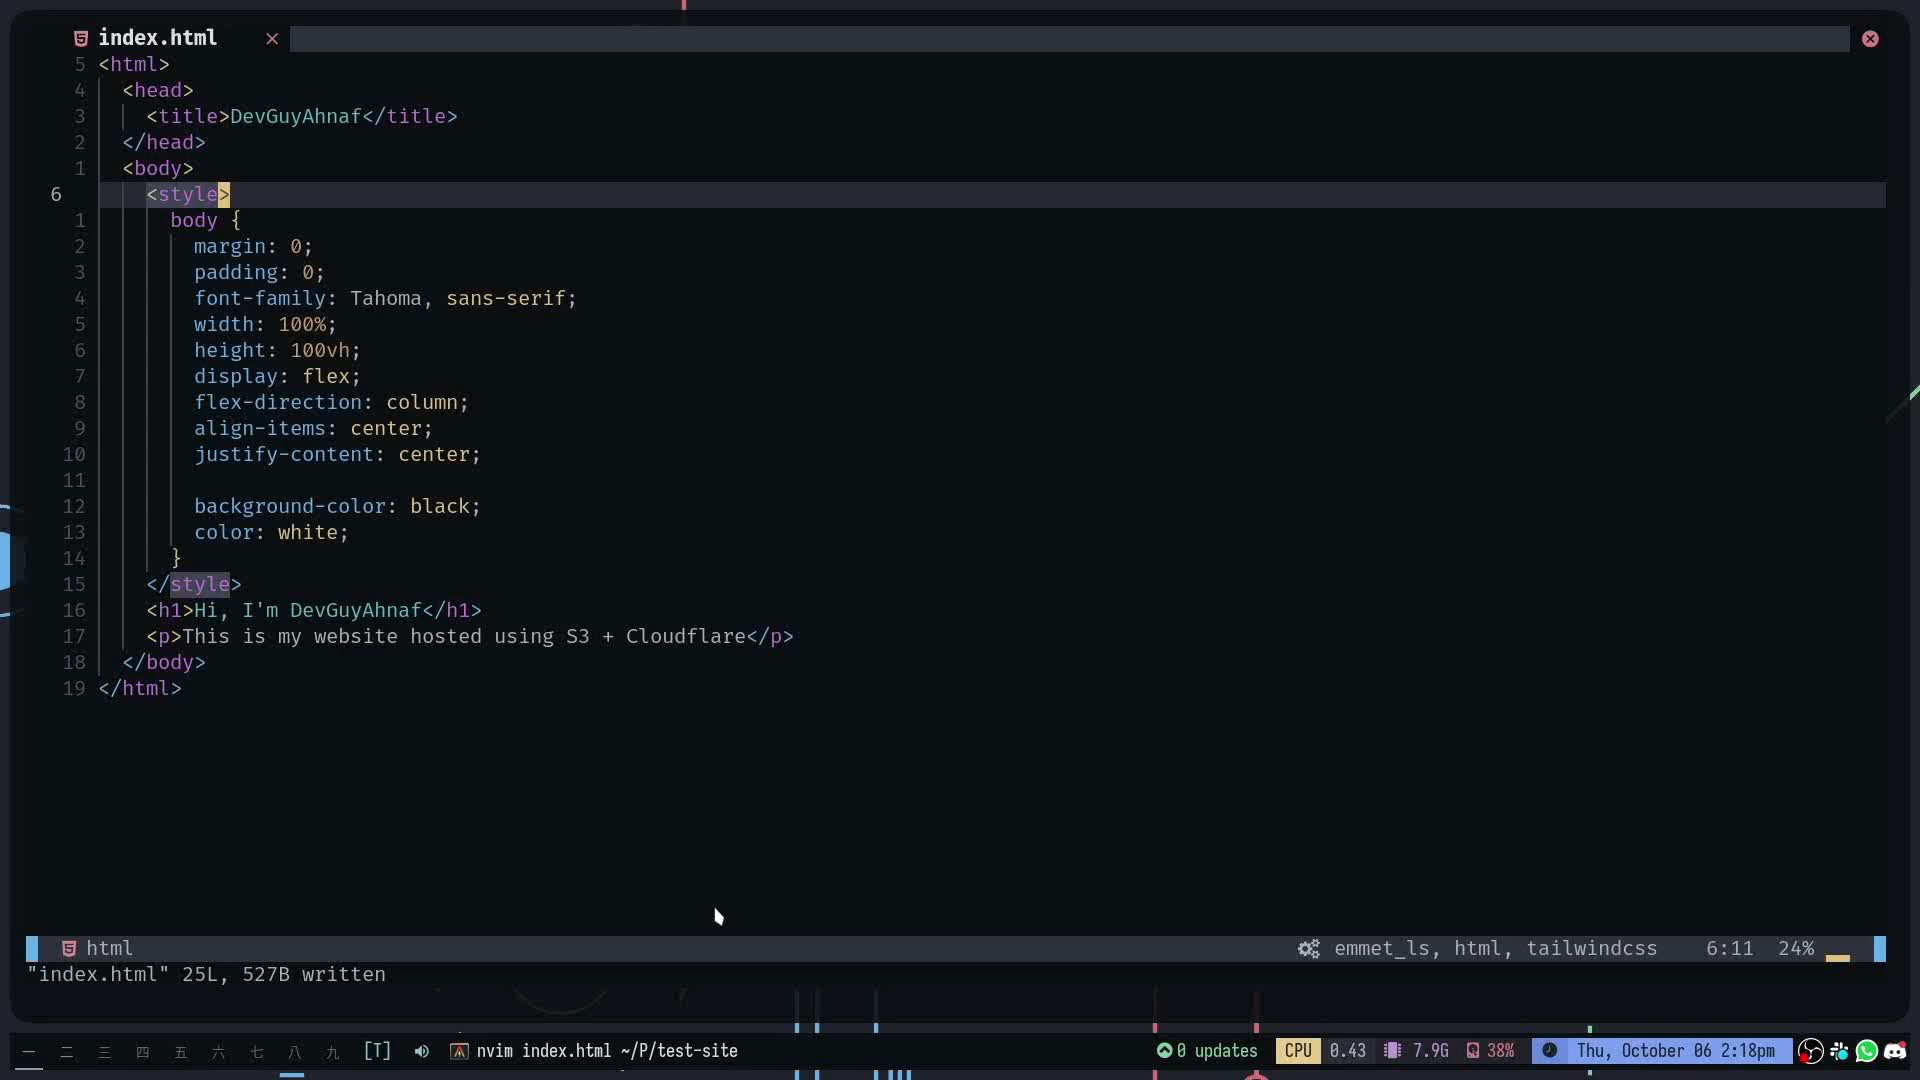 index.html
5 <html>
4 <head>
3 <title>DevGuyAhnaf</title>
2 </head>
1 <body>
6 <style>
1 body {
2 margin: 0;
3 padding: 0;
4 font-family: Tahoma, sans-serif;
5 width: 100%;
6 height: 100vh;
7 display: flex;
8 flex-direction: column;
9 align-items: center;
10 justify-content: center;
11
12 background-color: black;
13 color: white;
14 }
15 </style>
16 <h1>Hi, I'm DevGuyAhnaf</h1>
17 <p>This is my website hosted using S3 + Cloudflare</p>
18 </body>
19 </html>
html emmet_ls, html, tailwindcss 6:11 24%
"index.html" 25L, 527B written
一 二 三 四 五 六 七 八 九 [T] nvim index.html ~/P/test-site 0 updates CPU 0.43 7.9G 38% Thu, October 06 2:18pm